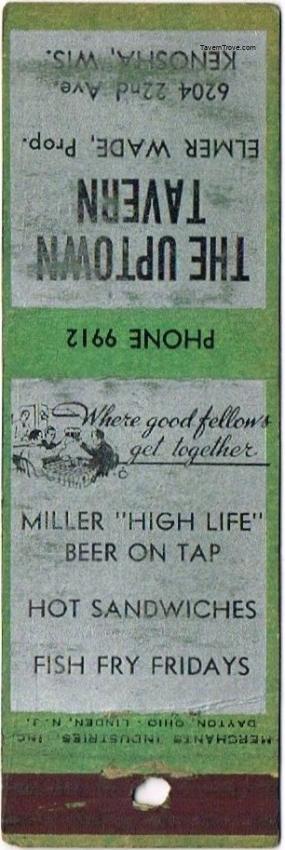 TavernTrove.com
THE UPTOWN
TAVERN
ELMER WADE, Prop.
6204 22nd Ave.
KENOSHA, WIS.
PHONE 9912
Where good fellows
get together
MILLER "HIGH LIFE"
BEER ON TAP
HOT SANDWICHES
FISH FRY FRIDAYS
MERCHANTS INDUSTRIES, INC.
DAYTON, OHIO - LINDEN, N. J.